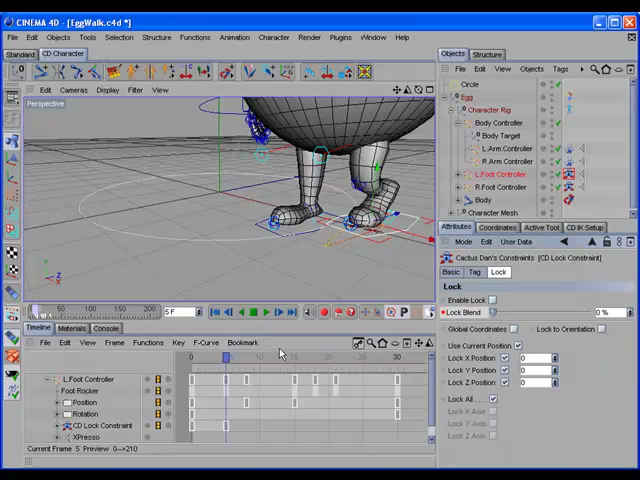 CINEMA 4D - [EggWalk.c4d *]
File Edit Objects Tools Selection Structure Functions Character Render Plugins Window Help
Standard CD Character
Edit Cameras Display Filter View
Perspective
Y
Z
X
0 50 100 150 200 5 F
Timeline Materials Console
File Edit View Frame Functions Key F-Curve Bookmark
0 10 20 30
L.Foot Controller
Foot Rocker
Position
Rotation
CD Lock Constraint
XPresso
Current Frame 5 Preview 0-->210
Objects Structure
File Edit View Objects Tags
Circle
Egg
Character Rig
Body Controller
Body Target
L.Arm Controller
R.Arm Controller
L.Foot Controller
R.Foot Controller
Body
Character Mesh
Attributes Coordinates Active Tool CD IK Setup
Mode Edit User Data
Cactus Dan's Constraints [CD Lock Constraint]
Basic Tag Lock
Lock
Enable Lock
Lock Blend 0 %
Global Coordinates Lock to Orientation
Use Current Position
Lock X Position 0
Lock Y Position 0
Lock Z Position 0
Lock All
Lock X Axis
Lock Y Axis
Lock Z Axis